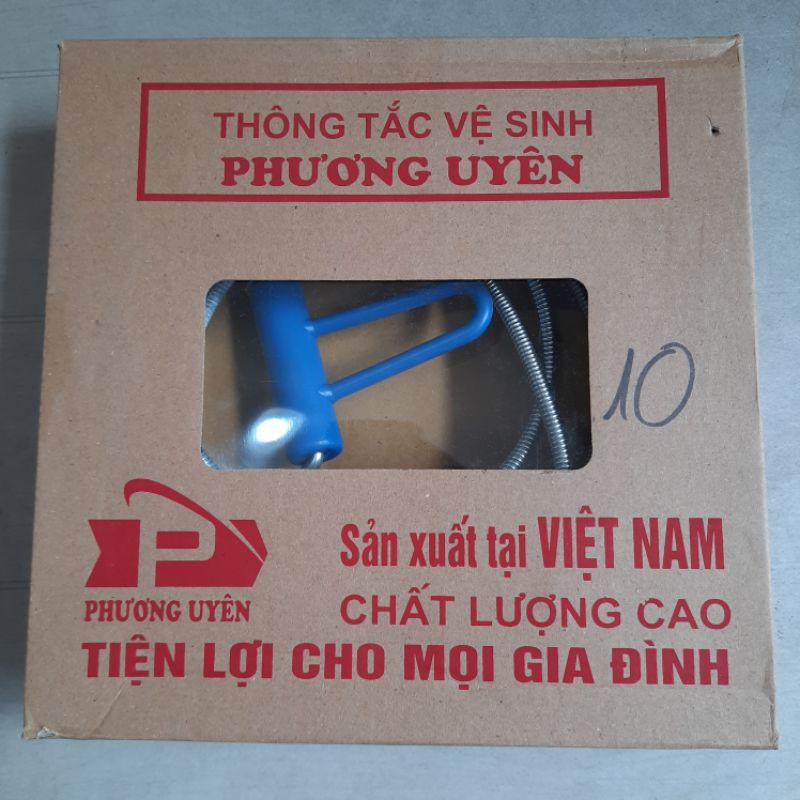 THÔNG TẮC VỆ SINH
PHƯƠNG UYÊN
10
P
PHƯƠNG UYÊN
Sản xuất tại VIỆT NAM
CHẤT LƯỢNG CAO
TIỆN LỢI CHO MỌI GIA ĐÌNH